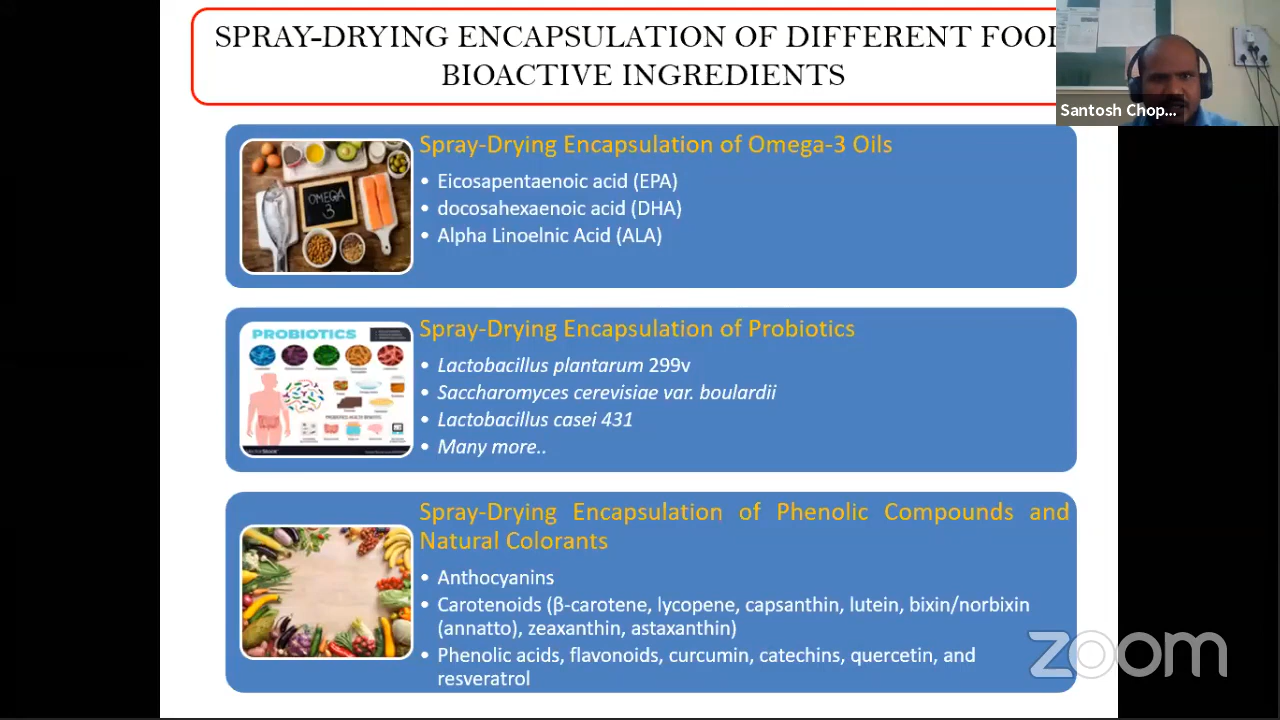 SPRAY-DRYING ENCAPSULATION OF DIFFERENT FOOD
BIOACTIVE INGREDIENTS
Santosh Chop...
Spray-Drying Encapsulation of Omega-3 Oils
OMEGA
3
• Eicosapentaenoic acid (EPA)
• docosahexaenoic acid (DHA)
• Alpha Linoelnic Acid (ALA)
Spray-Drying Encapsulation of Probiotics
PROBIOTICS
• Lactobacillus plantarum 299v
• Saccharomyces cerevisiae var. boulardii
• Lactobacillus casei 431
• Many more..
Spray-Drying Encapsulation of Phenolic Compounds and
Natural Colorants
• Anthocyanins
• Carotenoids (β-carotene, lycopene, capsanthin, lutein, bixin/norbixin
(annatto), zeaxanthin, astaxanthin)
• Phenolic acids, flavonoids, curcumin, catechins, quercetin, and
resveratrol
zoom